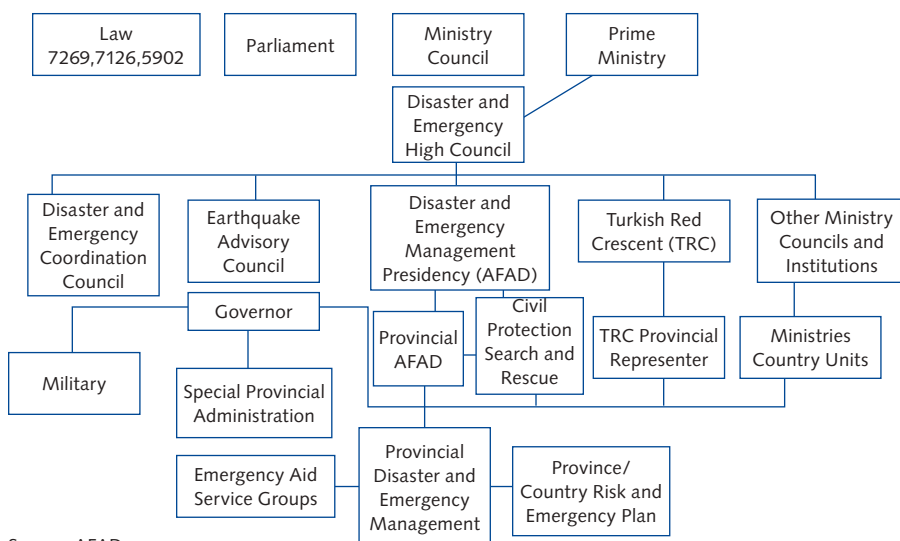 Law
7269,7126,5902
Parliament
Ministry
Council
Prime
Ministry
Disaster and
Emergency
High Council
Disaster and
Emergency
Coordination
Council
Earthquake
Advisory
Council
Disaster and
Emergency
Management
Presidency (AFAD)
Turkish Red
Crescent (TRC)
Other Ministry
Councils and
Institutions
Governor
Military
Special Provincial
Administration
Provincial
AFAD
Civil
Protection
Search and
Rescue
TRC Provincial
Representer
Ministries
Country Units
Emergency Aid
Service Groups
Provincial
Disaster and
Emergency
Management
Province/
Country Risk and
Emergency Plan